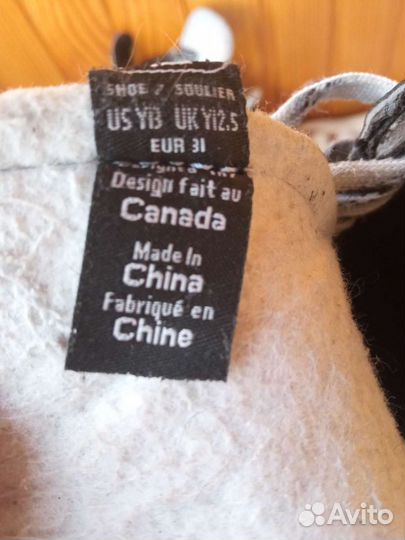 SHOE / SOULIER
US Y13 UK Y12.5
EUR 31
Design fait au
Canada
Made In
China
Fabriqué en
Chine
Avito